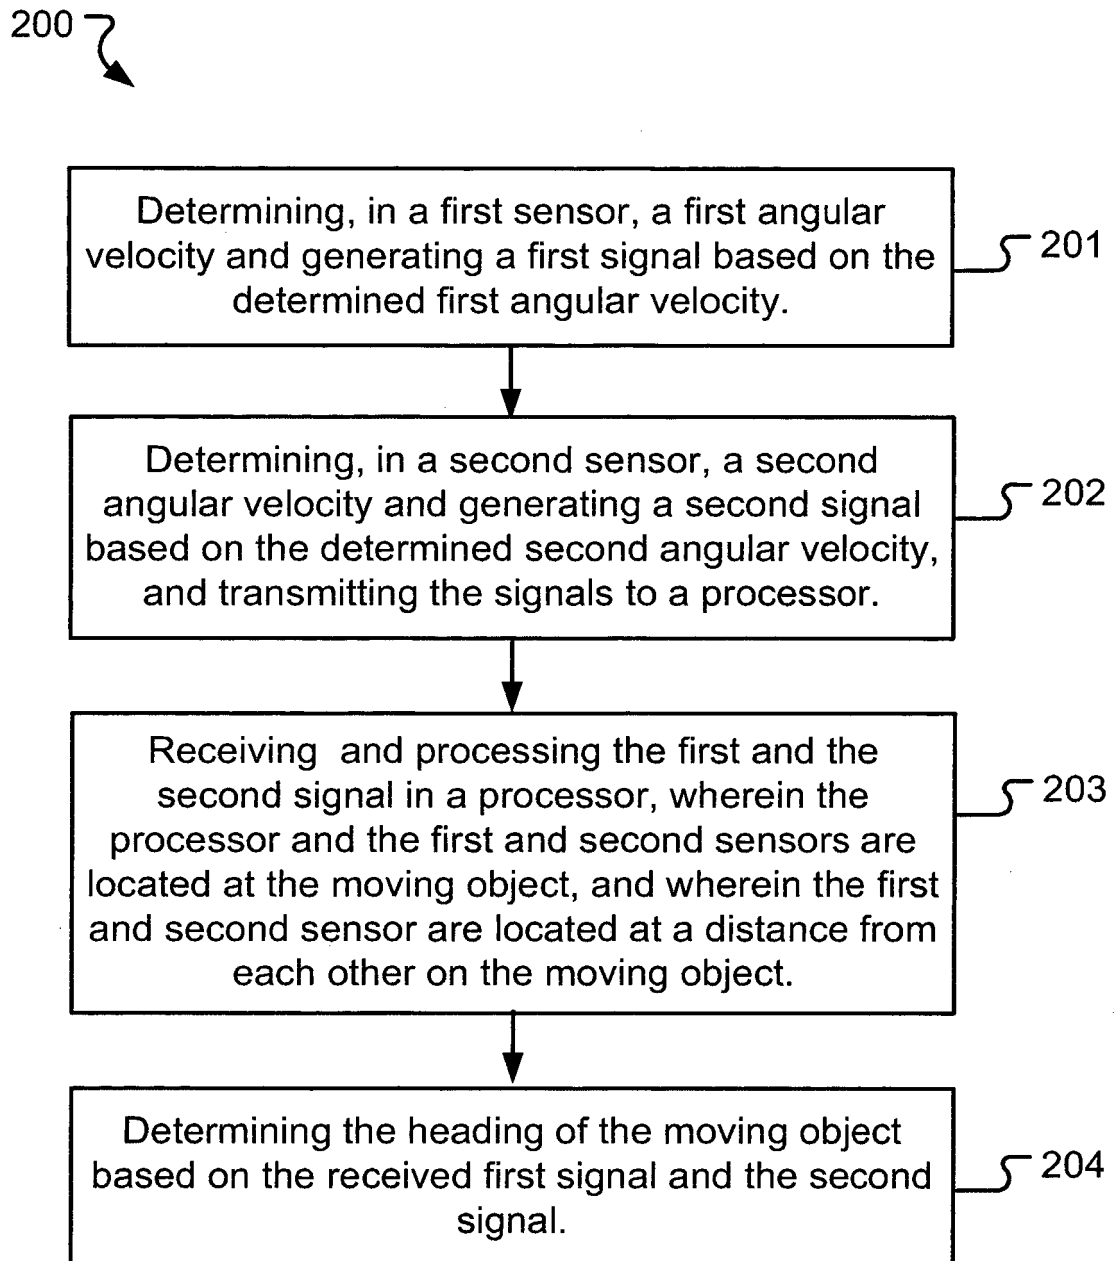 200
Determining, in a first sensor, a first angular
velocity and generating a first signal based on the
determined first angular velocity.
201
Determining, in a second sensor, a second
angular velocity and generating a second signal
based on the determined second angular velocity,
and transmitting the signals to a processor.
202
Receiving  and processing the first and the
second signal in a processor, wherein the
processor and the first and second sensors are
located at the moving object, and wherein the first
and second sensor are located at a distance from
each other on the moving object.
203
Determining the heading of the moving object
based on the received first signal and the second
signal.
204